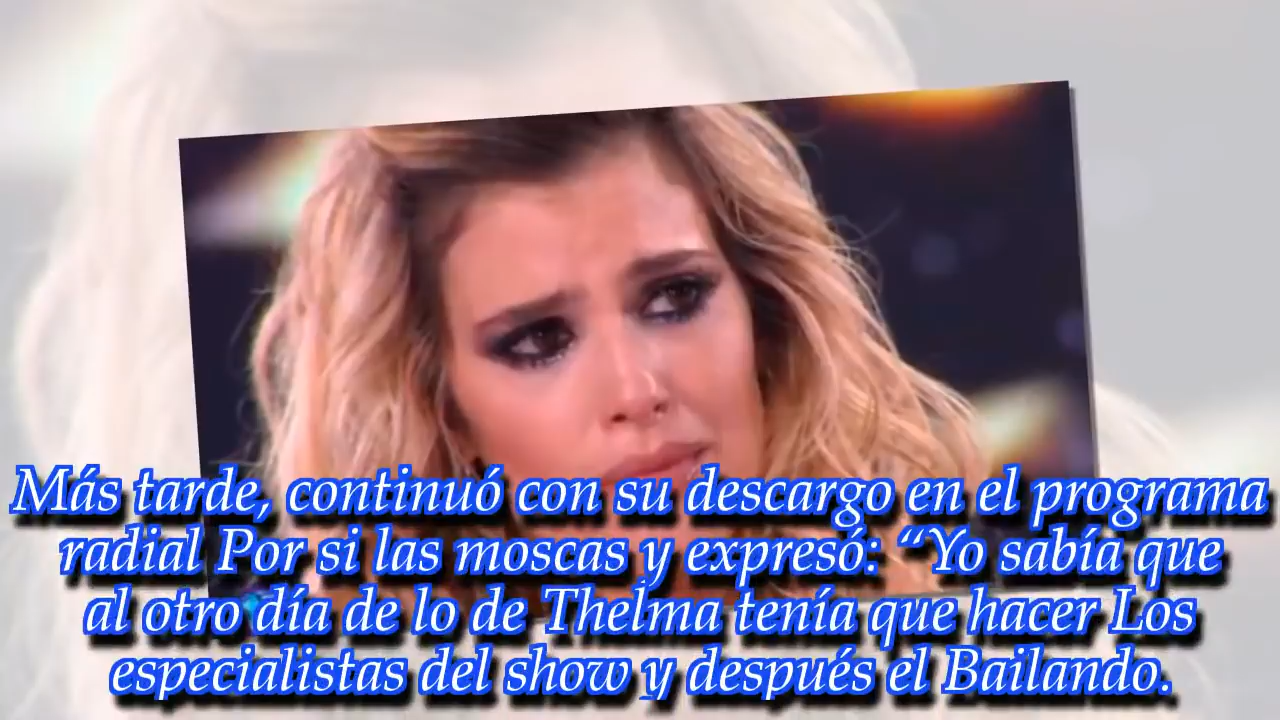 Más tarde, continuó con su descargo en el programa
radial Por si las moscas y expresó: “Yo sabía que
al otro día de lo de Thelma tenía que hacer Los
especialistas del show y después el Bailando.